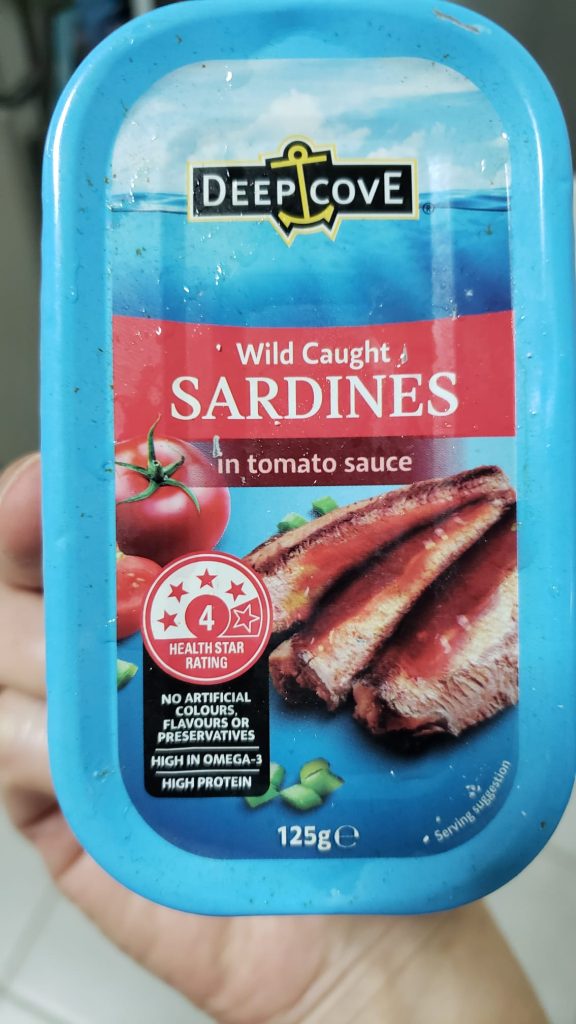 DEEP COVE ®
Wild Caught
SARDINES
in tomato sauce
4
HEALTH STAR
RATING
NO ARTIFICIAL
COLOURS,
FLAVOURS OR
PRESERVATIVES
HIGH IN OMEGA-3
HIGH PROTEIN
125g ℮
Serving suggestion